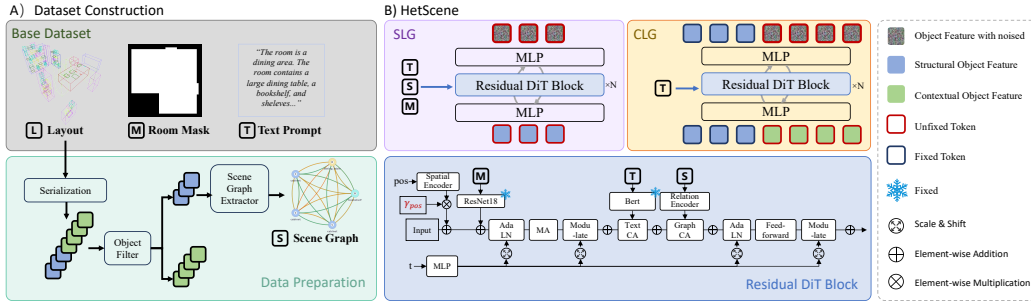 A) Dataset Construction
Base Dataset
"The room is a
dining area. The
room contains a
large dining table, a
bookshelf, and
sheleves..."
L Layout
M Room Mask
T Text Prompt
Serialization
Object
Filter
Scene
Graph
Extractor
S Scene Graph
Data Preparation
B) HetScene
SLG
MLP
T
S
M
Residual DiT Block
×N
MLP
CLG
MLP
T
Residual DiT Block
×N
MLP
pos
Spatial
Encoder
M
ResNet18
γpos
Input
Ada
LN
MA
Modu
-late
T
Bert
Text
CA
S
Relation
Encoder
Graph
CA
Ada
LN
Feed-
forward
Modu
-late
t
MLP
Residual DiT Block
Object Feature with noised
Structural Object Feature
Contextual Object Feature
Unfixed Token
Fixed Token
Fixed
Scale & Shift
Element-wise Addition
Element-wise Multiplication